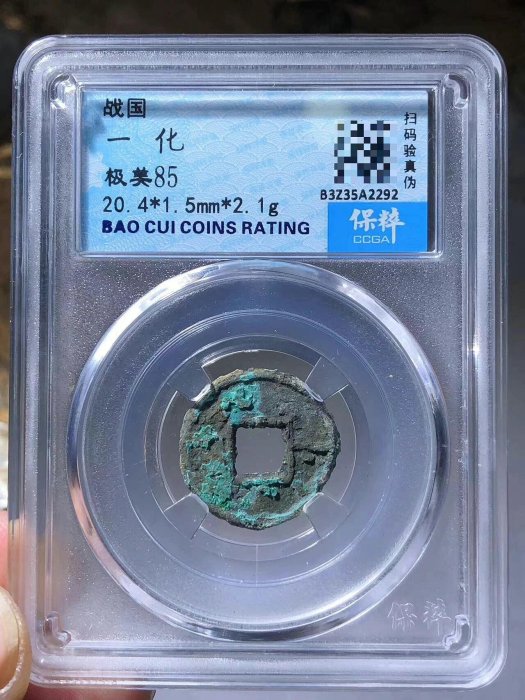 战国
一 化
极美85
20.4*1.5mm*2.1g
BAO CUI COINS RATING
扫码验真伪
B3Z35A2292
保粹
CCGA
保粹